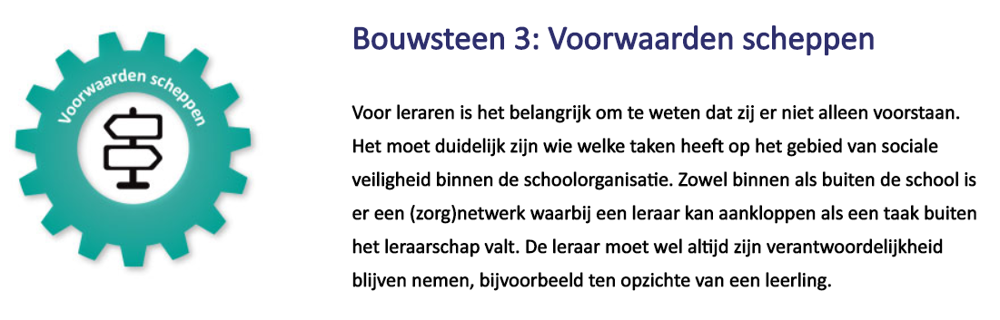 Voorwaarden scheppen
Bouwsteen 3: Voorwaarden scheppen
Voor leraren is het belangrijk om te weten dat zij er niet alleen voorstaan.
Het moet duidelijk zijn wie welke taken heeft op het gebied van sociale
veiligheid binnen de schoolorganisatie. Zowel binnen als buiten de school is
er een (zorg)netwerk waarbij een leraar kan aankloppen als een taak buiten
het leraarschap valt. De leraar moet wel altijd zijn verantwoordelijkheid
blijven nemen, bijvoorbeeld ten opzichte van een leerling.